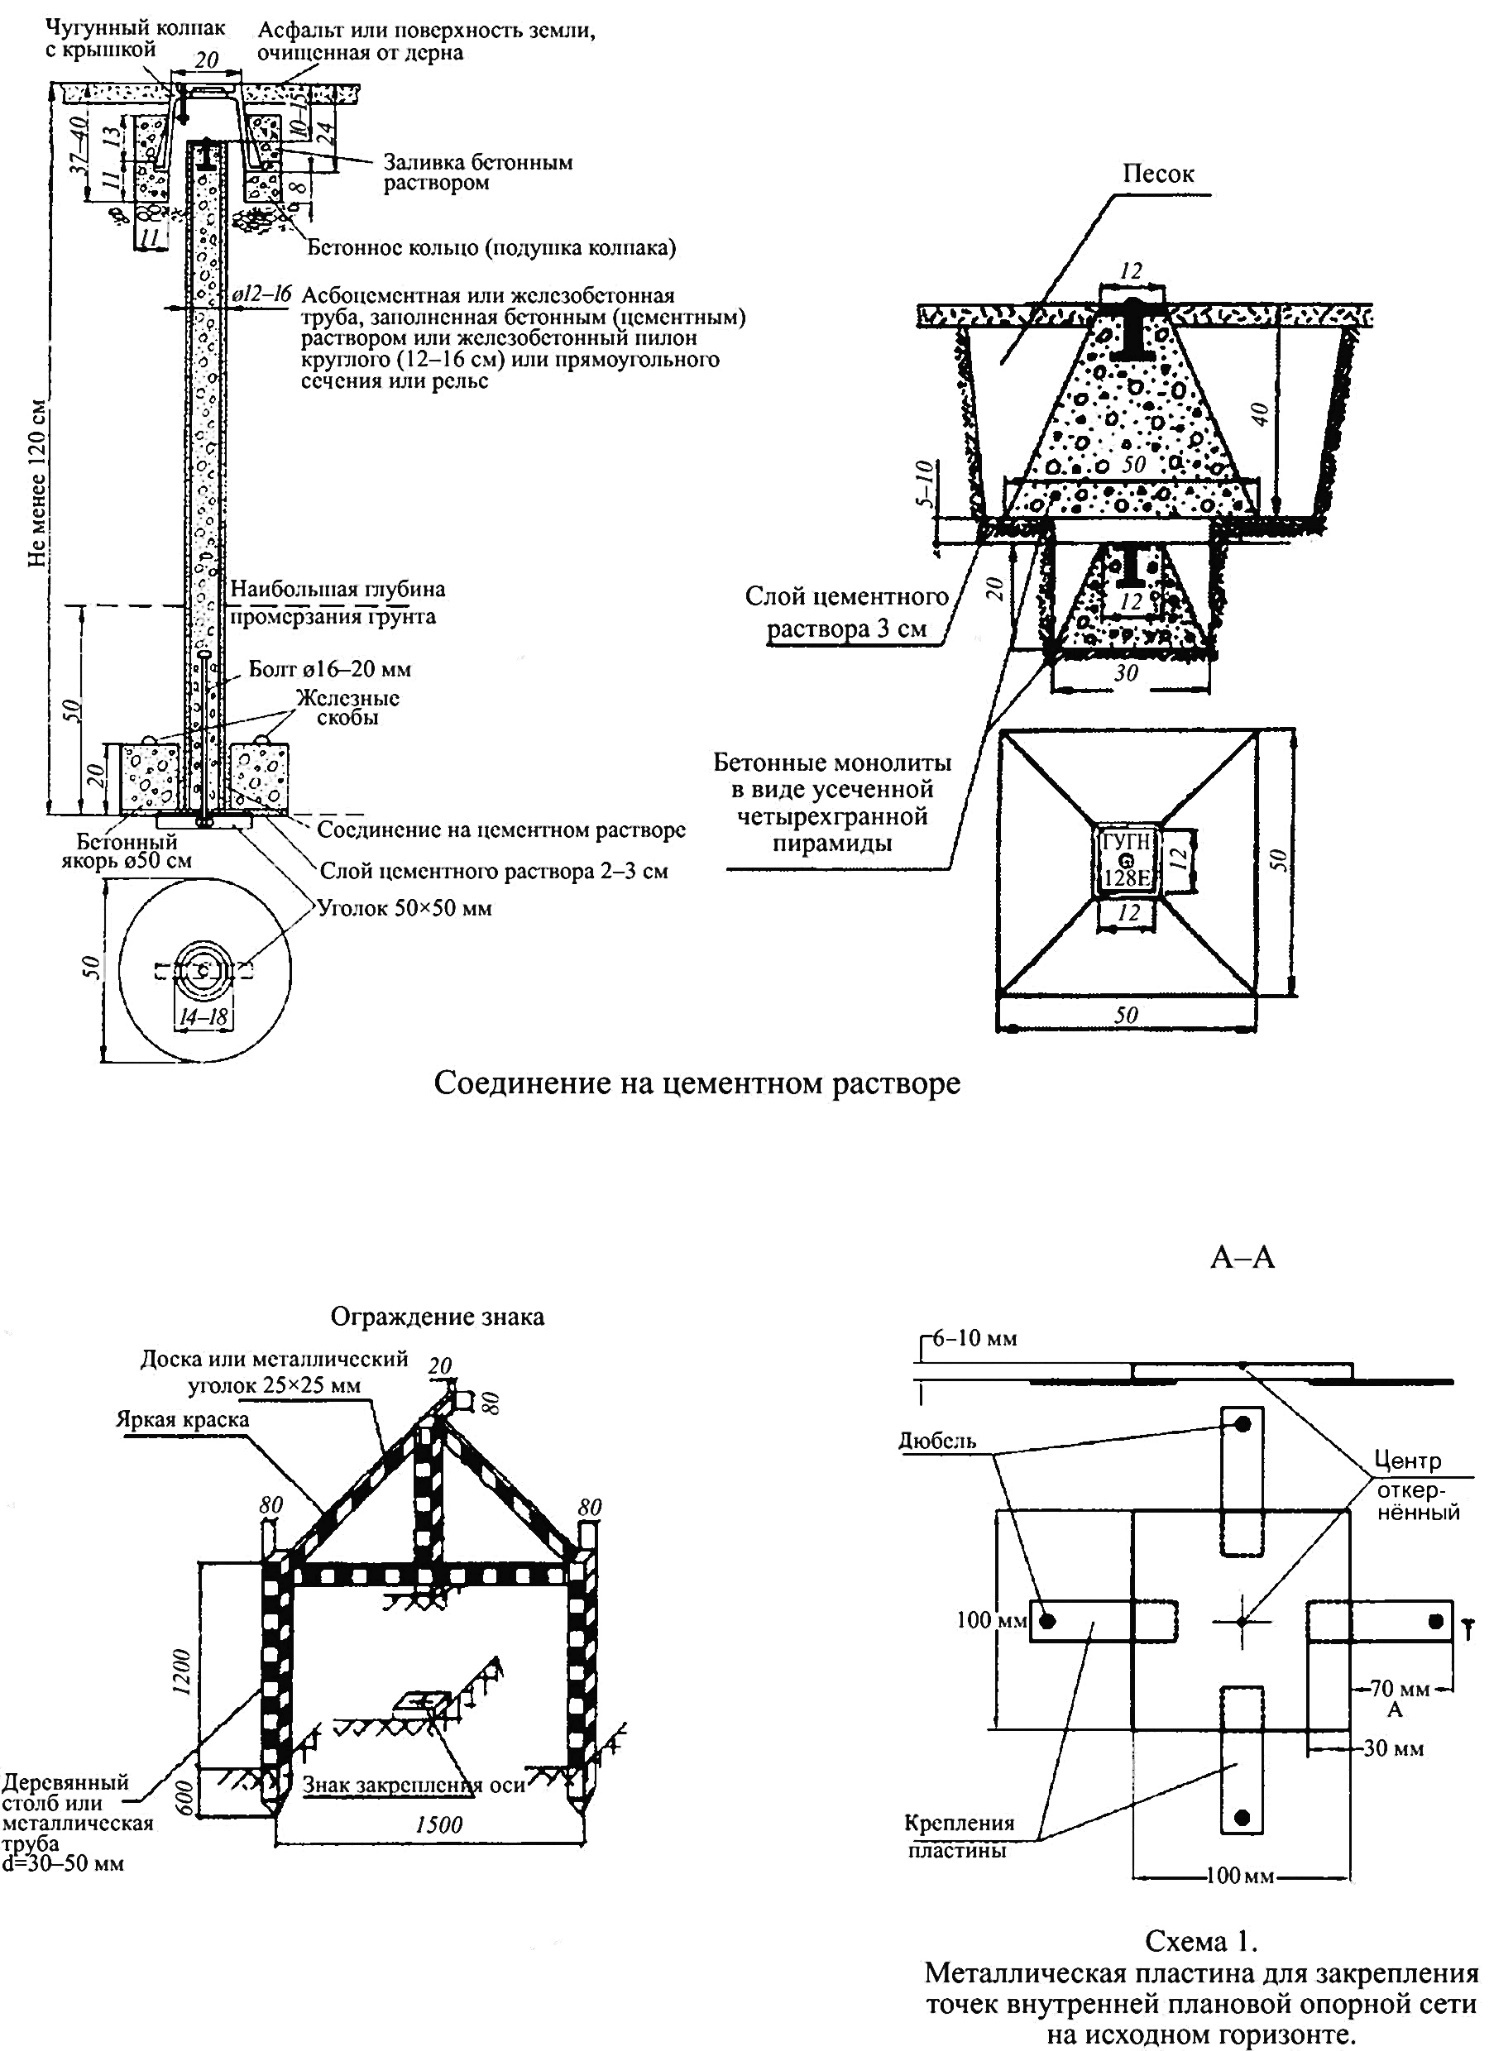 Чугунный колпак
с крышкой
Асфальт или поверхность земли,
очищенная от дерна
20
37–40
13
11
10–15
24
8
11
Заливка бетонным
раствором
Бетонное кольцо (подушка колпака)
ø12–16
Асбоцементная или железобетонная
труба, заполненная бетонным (цементным)
раствором или железобетонный пилон
круглого (12–16 см) или прямоугольного
сечения или рельс
Не менее 120 см
Наибольшая глубина
промерзания грунта
Болт ø16–20 мм
Железные
скобы
50
20
Бетонный
якорь ø50 см
Соединение на цементном растворе
Слой цементного раствора 2–3 см
Уголок 50×50 мм
50
14–18
Песок
12
40
50
5–10
20
12
30
Слой цементного
раствора 3 см
Бетонные монолиты
в виде усеченной
четырехгранной
пирамиды
ГУГН
128Е
12
12
50
50
Соединение на цементном растворе
Ограждение знака
Доска или металлический
уголок 25×25 мм
Яркая краска
20
80
80
80
1200
600
Знак закрепления оси
1500
Деревянный
столб или
металлическая
труба
d=30–50 мм
А–А
6–10 мм
Дюбель
Центр
откер-
нённый
100 мм
70 мм
А
30 мм
Крепления
пластины
100 мм
Схема 1.
Металлическая пластина для закрепления
точек внутренней плановой опорной сети
на исходном горизонте.